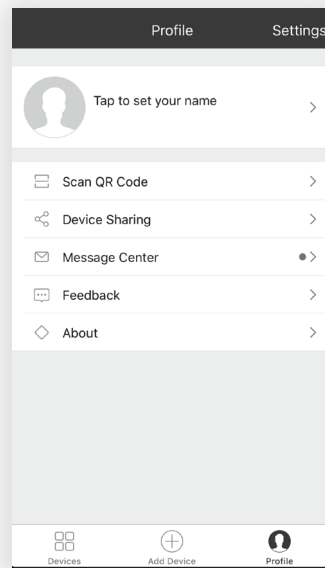 Profile Settings
Tap to set your name
Scan QR Code
Device Sharing
Message Center
Feedback
About
Devices Add Device Profile